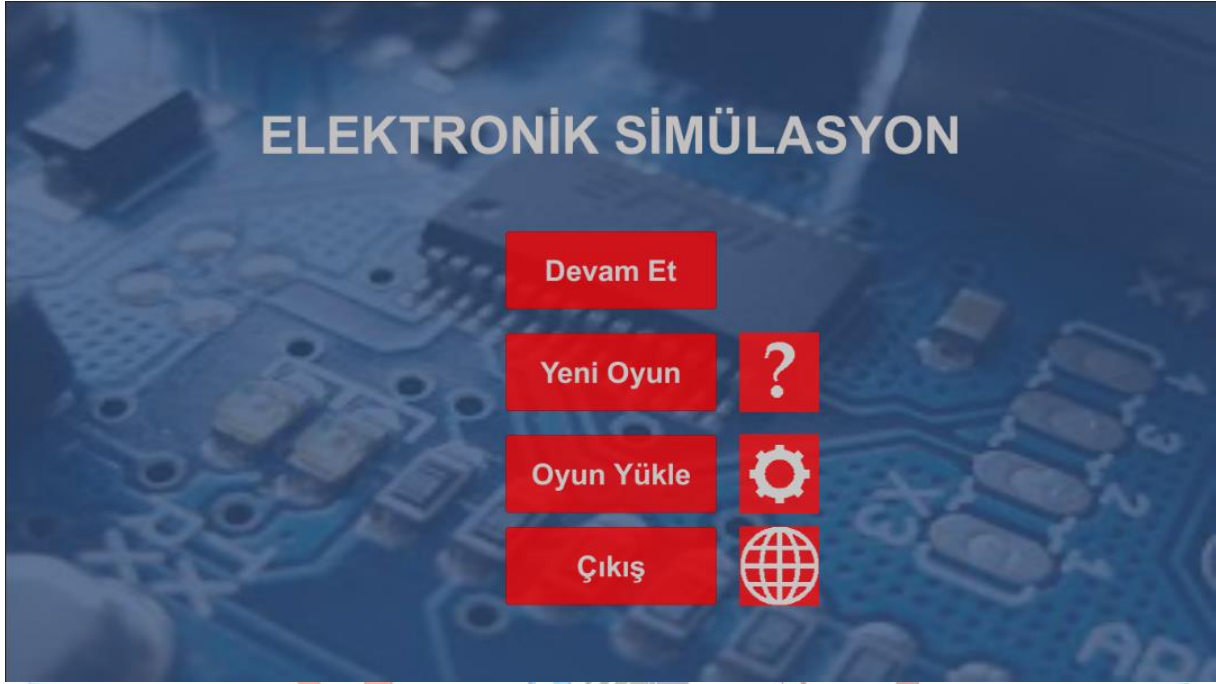 ELEKTRONİK SİMÜLASYON
Devam Et
Yeni Oyun
?
Oyun Yükle
Çıkış